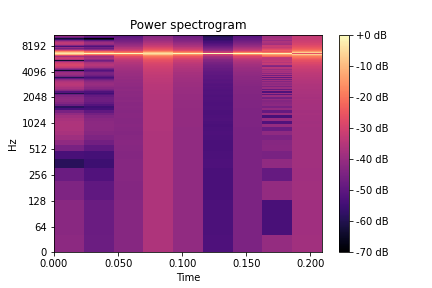 Power spectrogram
Hz
8192
4096
2048
1024
512
256
128
64
0
0.000
0.050
0.100
0.150
0.200
Time
+0 dB
-10 dB
-20 dB
-30 dB
-40 dB
-50 dB
-60 dB
-70 dB